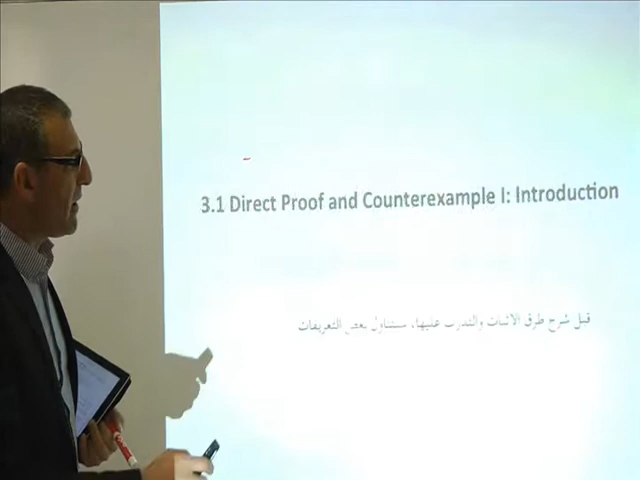 3.1 Direct Proof and Counterexample I: Introduction
قبل شرح طرق الاثبات والتدرب عليها، سنتناول بعض التعريفات